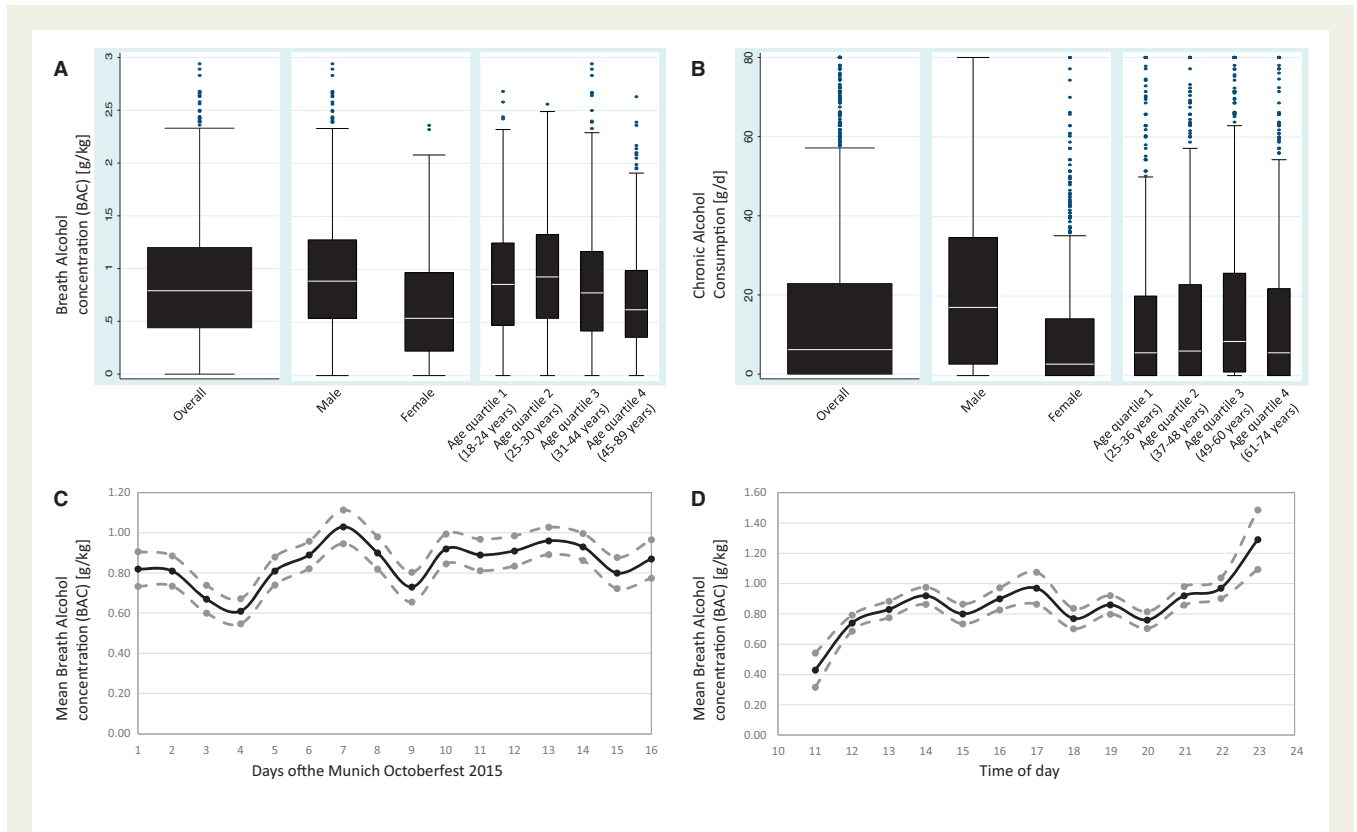 A
Breath Alcohol
concentration (BAC) [g/kg]
3
2.5
2
1.5
1
.5
0
Overall
Male
Female
Age quartile 1
(18-24 years)
Age quartile 2
(25-30 years)
Age quartile 3
(31-44 years)
Age quartile 4
(45-89 years)
B
Chronic Alcohol
Consumption [g/d]
80
60
40
20
0
Overall
Male
Female
Age quartile 1
(25-36 years)
Age quartile 2
(37-48 years)
Age quartile 3
(49-60 years)
Age quartile 4
(61-74 years)
C
Mean Breath Alcohol
concentration (BAC) [g/kg]
1.20
1.00
0.80
0.60
0.40
0.20
0.00
1 2 3 4 5 6 7 8 9 10 11 12 13 14 15 16
Days ofthe Munich Octoberfest 2015
D
Mean Breath Alcohol
concentration (BAC) [g/kg]
1.60
1.40
1.20
1.00
0.80
0.60
0.40
0.20
0.00
10 11 12 13 14 15 16 17 18 19 20 21 22 23 24
Time of day